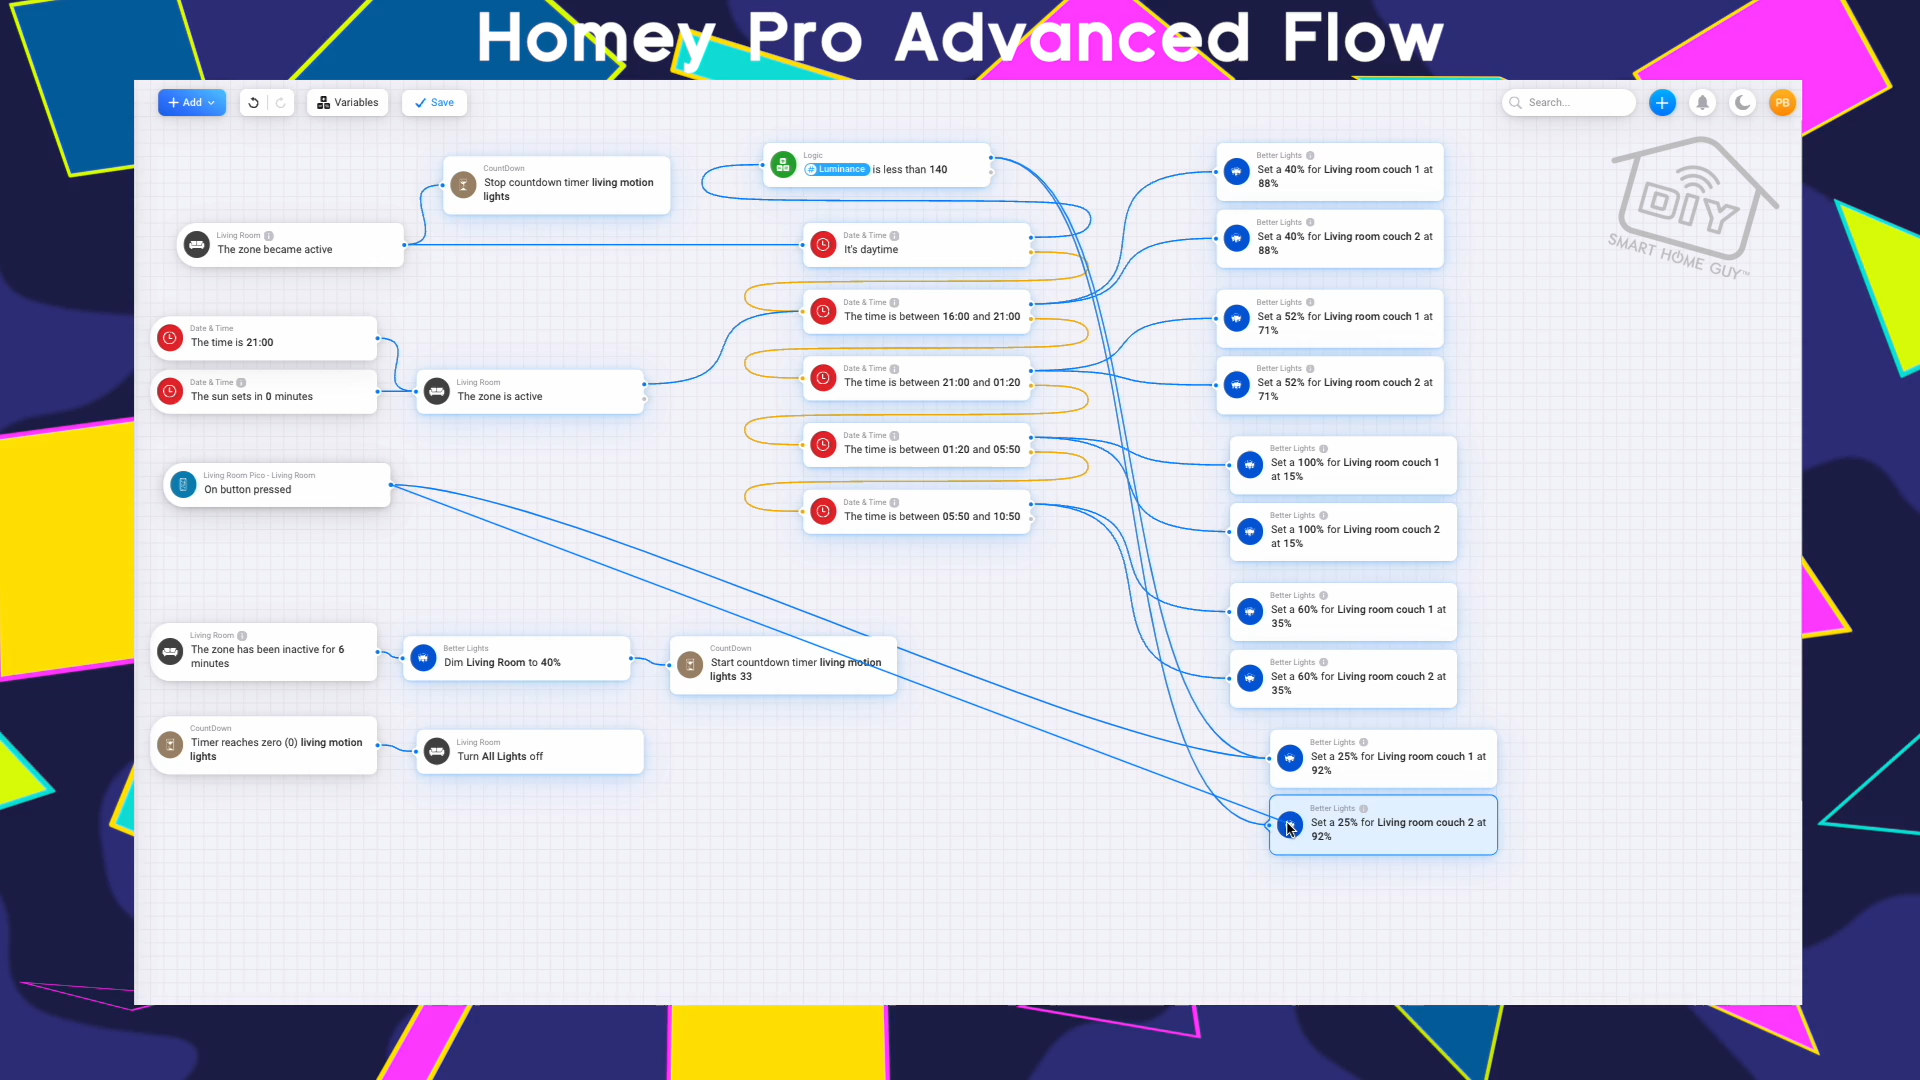 Homey Pro Advanced Flow
+ Add
Variables
Save
Search...
PB
CountDown
Stop countdown timer living motion
lights
Logic
# Luminance is less than 140
Better Lights
Set a 40% for Living room couch 1 at
88%
DIY
SMART HOME GUY™
Living Room
The zone became active
Date & Time
It's daytime
Better Lights
Set a 40% for Living room couch 2 at
88%
Date & Time
The time is 21:00
Date & Time
The time is between 16:00 and 21:00
Better Lights
Set a 52% for Living room couch 1 at
71%
Date & Time
The sun sets in 0 minutes
Living Room
The zone is active
Date & Time
The time is between 21:00 and 01:20
Better Lights
Set a 52% for Living room couch 2 at
71%
Living Room Pico - Living Room
On button pressed
Date & Time
The time is between 01:20 and 05:50
Better Lights
Set a 100% for Living room couch 1
at 15%
Date & Time
The time is between 05:50 and 10:50
Better Lights
Set a 100% for Living room couch 2
at 15%
Better Lights
Set a 60% for Living room couch 1 at
35%
Living Room
The zone has been inactive for 6
minutes
Better Lights
Dim Living Room to 40%
CountDown
Start countdown timer living motion
lights 33
Better Lights
Set a 60% for Living room couch 2 at
35%
CountDown
Timer reaches zero (0) living motion
lights
Living Room
Turn All Lights off
Better Lights
Set a 25% for Living room couch 1 at
92%
Better Lights
Set a 25% for Living room couch 2 at
92%